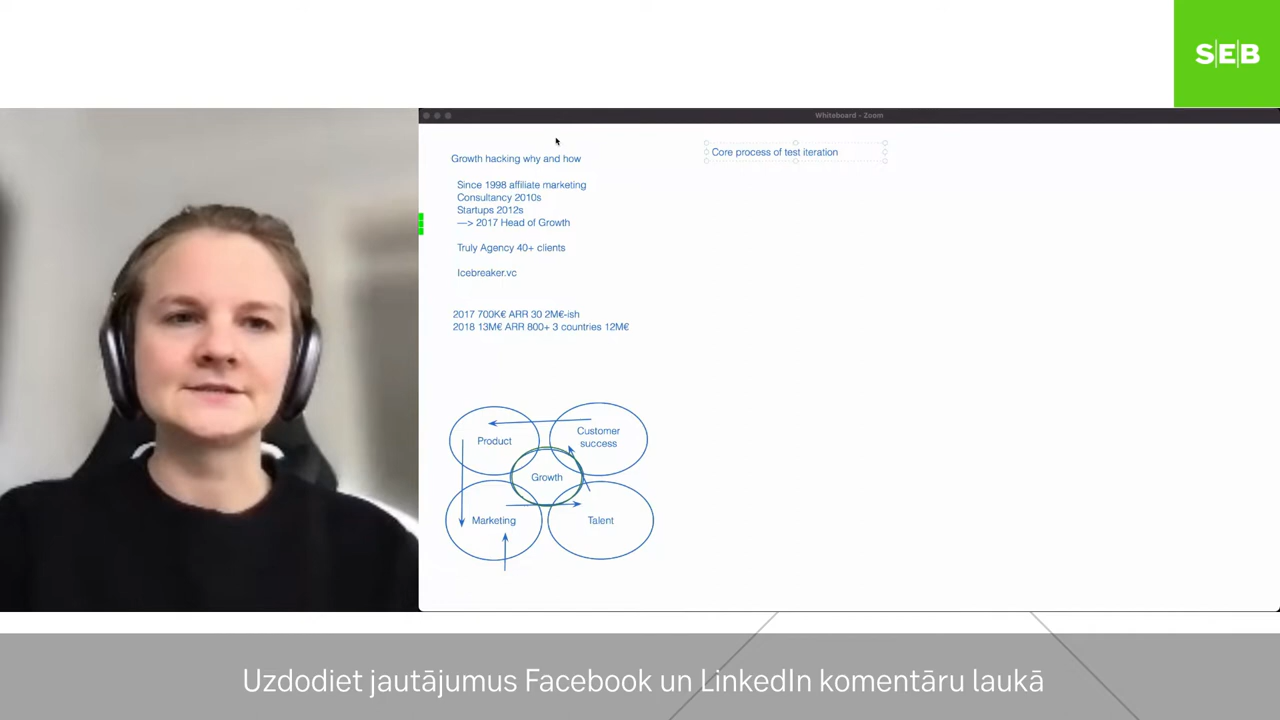 S|E|B
Whiteboard - Zoom
Growth hacking why and how
Since 1998 affiliate marketing
Consultancy 2010s
Startups 2012s
—> 2017 Head of Growth
Truly Agency 40+ clients
Icebreaker.vc
2017 700K€ ARR 30 2M€-ish
2018 13M€ ARR 800+ 3 countries 12M€
Core process of test iteration
Product
Customer
success
Growth
Marketing
Talent
Uzdodiet jautājumus Facebook un LinkedIn komentāru laukā